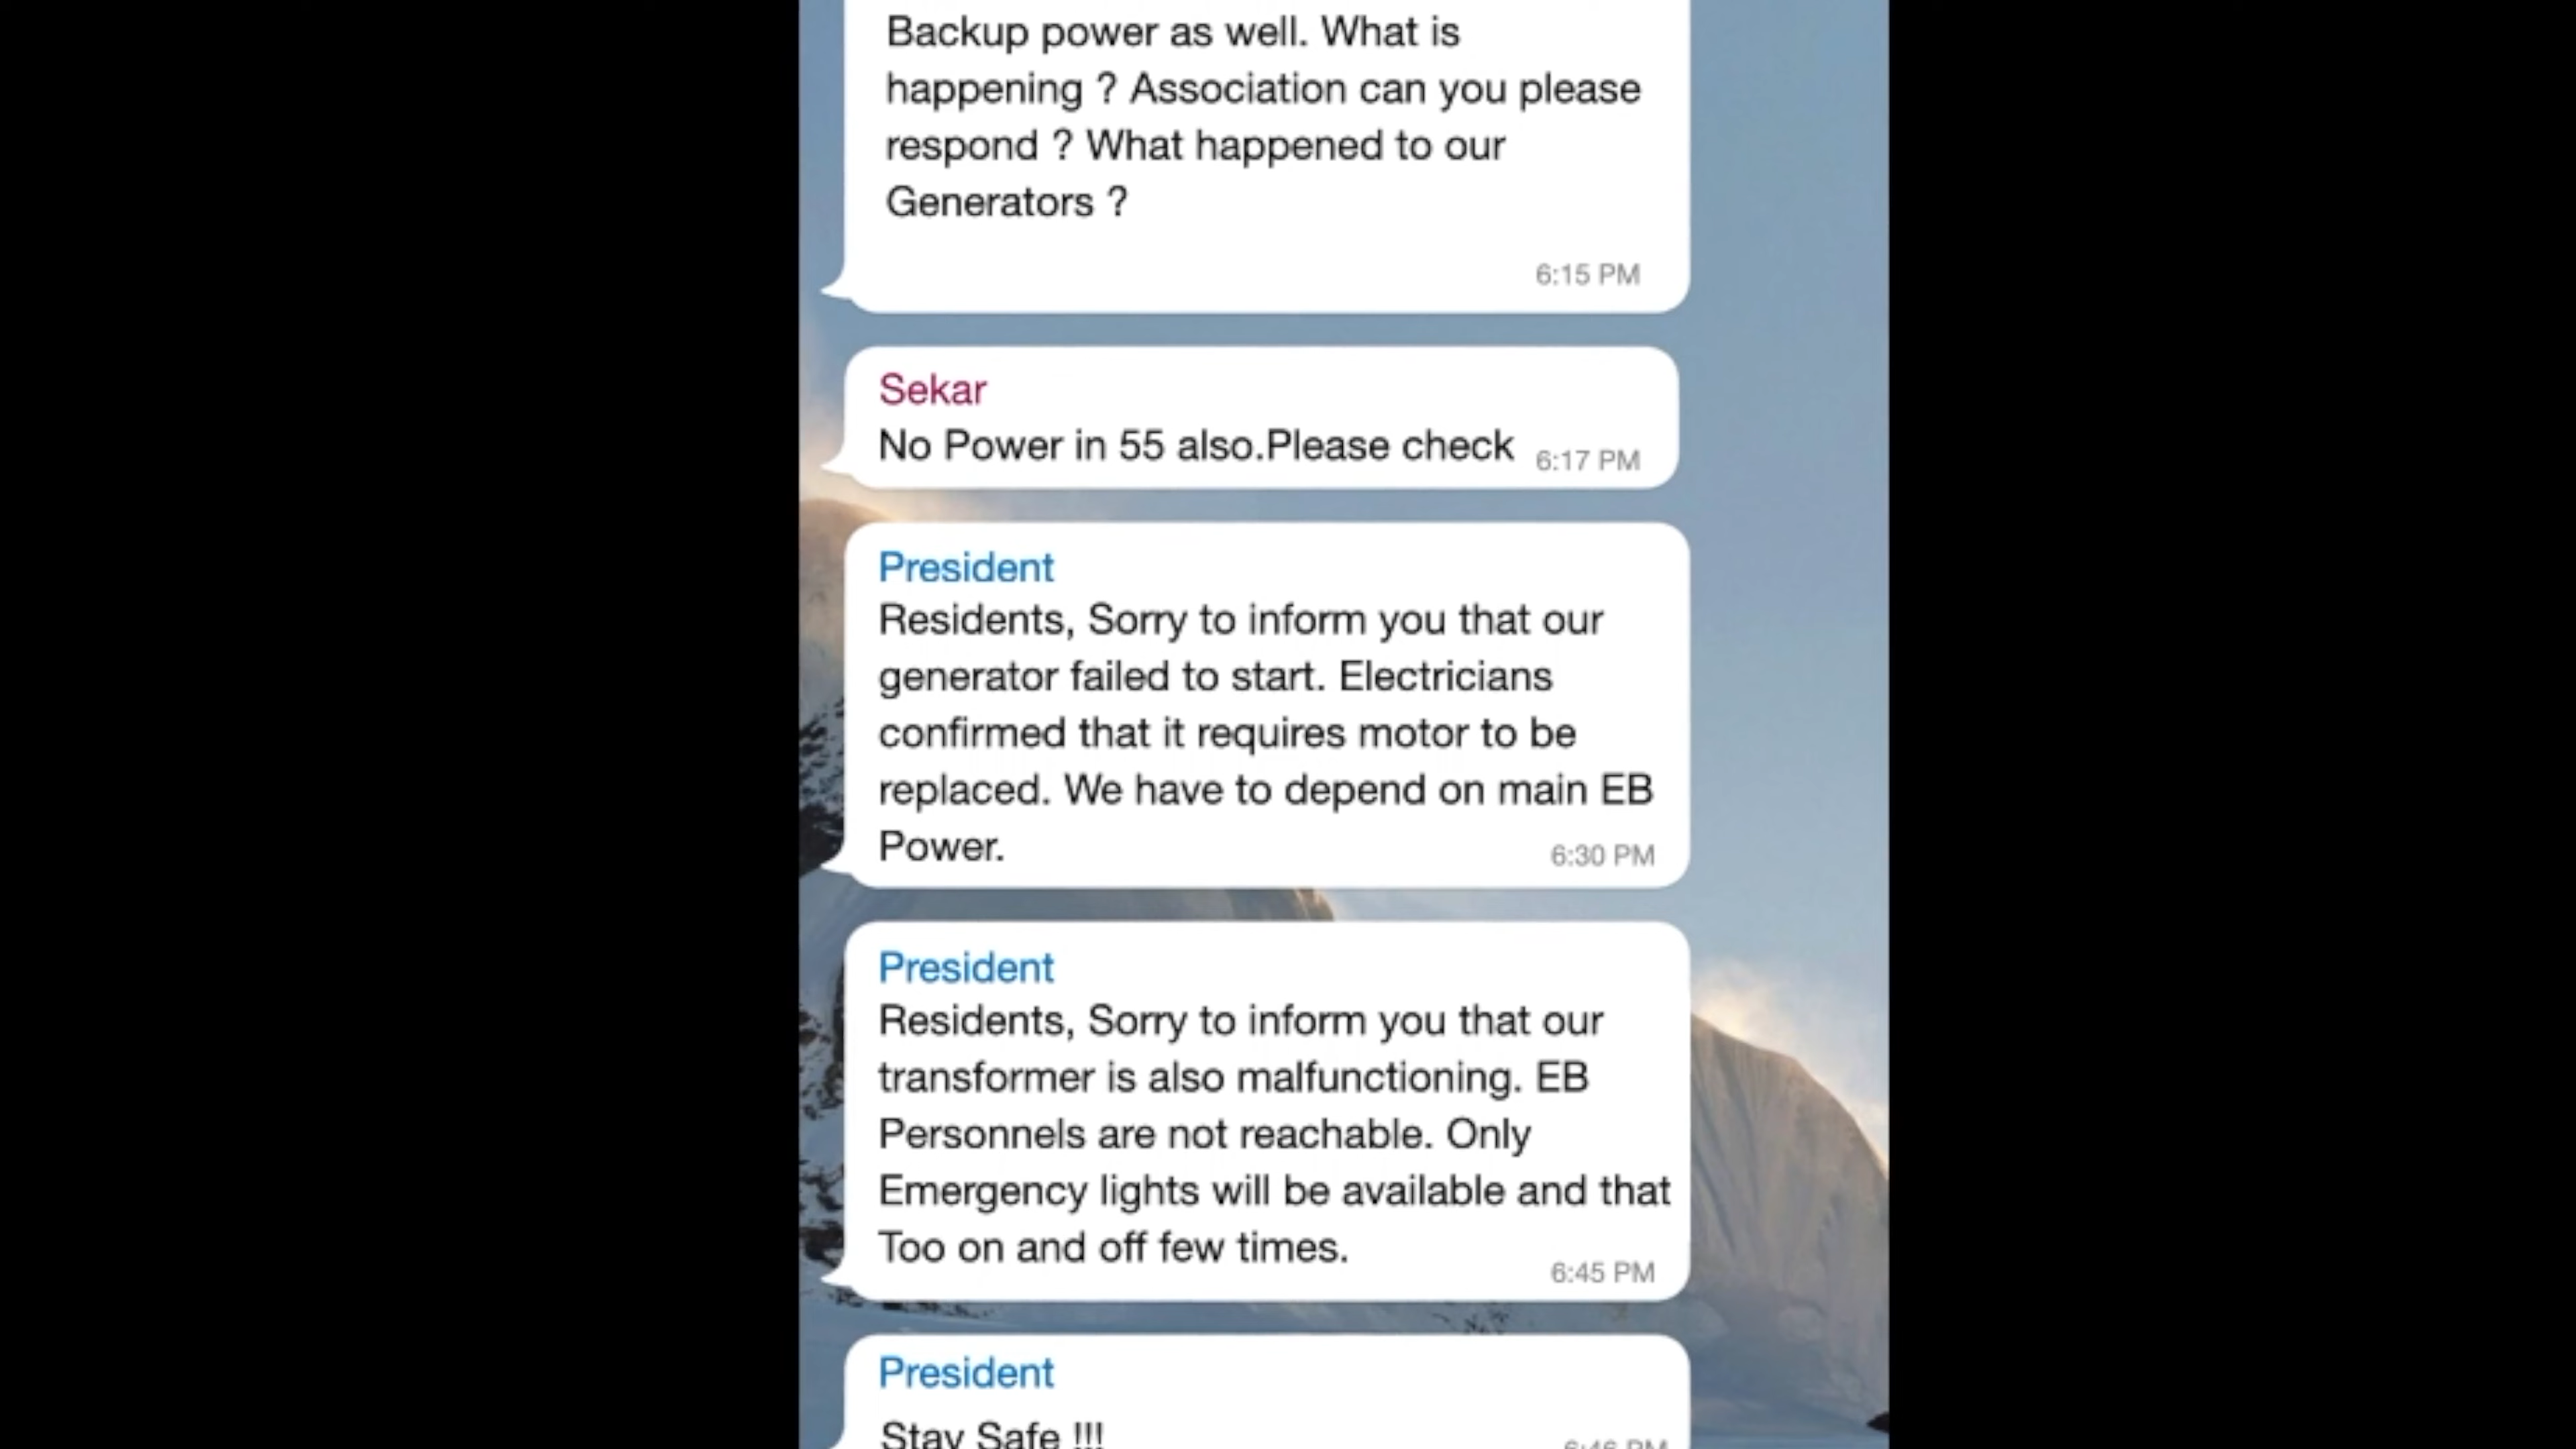 Backup power as well. What is
happening ? Association can you please
respond ? What happened to our
Generators ?
6:15 PM
Sekar
No Power in 55 also.Please check 6:17 PM
President
Residents, Sorry to inform you that our
generator failed to start. Electricians
confirmed that it requires motor to be
replaced. We have to depend on main EB
Power. 6:30 PM
President
Residents, Sorry to inform you that our
transformer is also malfunctioning. EB
Personnels are not reachable. Only
Emergency lights will be available and that
Too on and off few times.
6:45 PM
President
Stay Safe !!! 6:46 PM